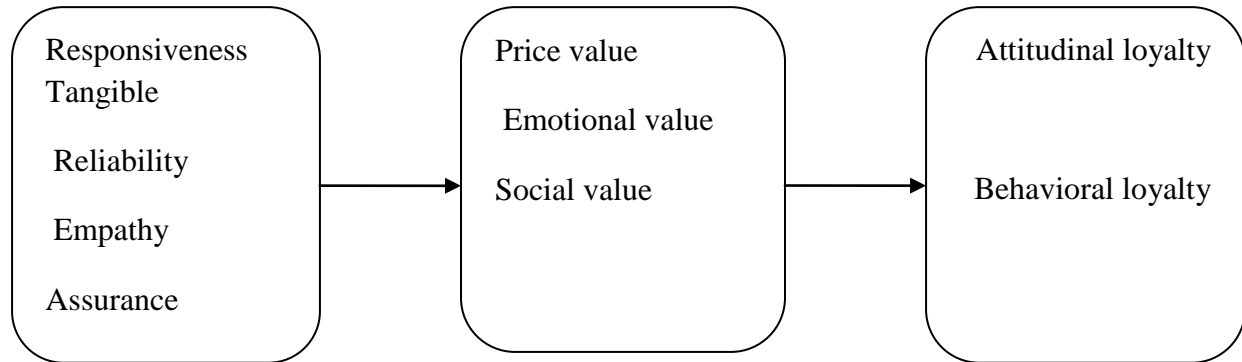 Responsiveness
Tangible
Reliability
Empathy
Assurance
Price value
Emotional value
Social value
Attitudinal loyalty
Behavioral loyalty